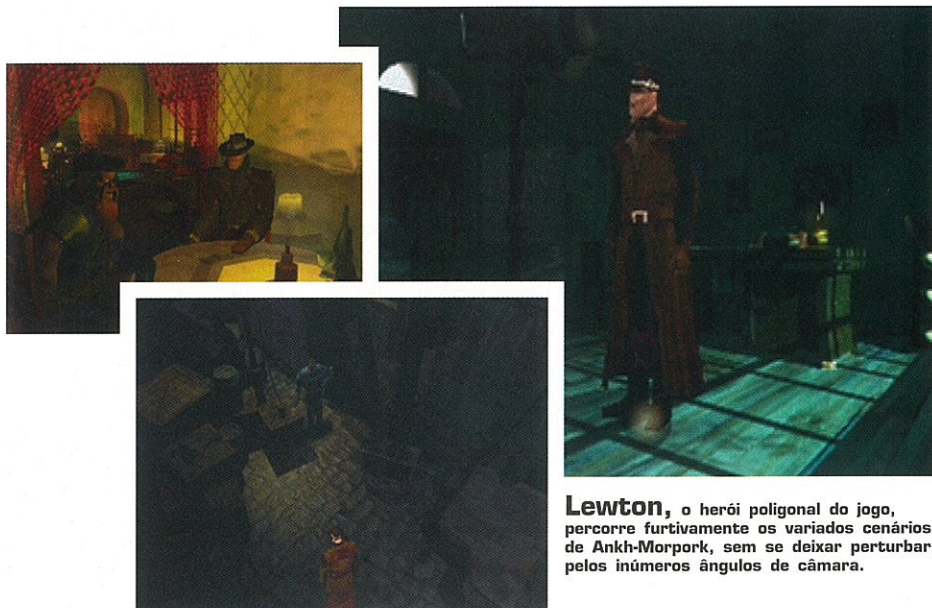 Lewton, o herói poligonal do jogo,
percorre furtivamente os variados cenários
de Ankh-Morpork, sem se deixar perturbar
pelos inúmeros ângulos de câmara.